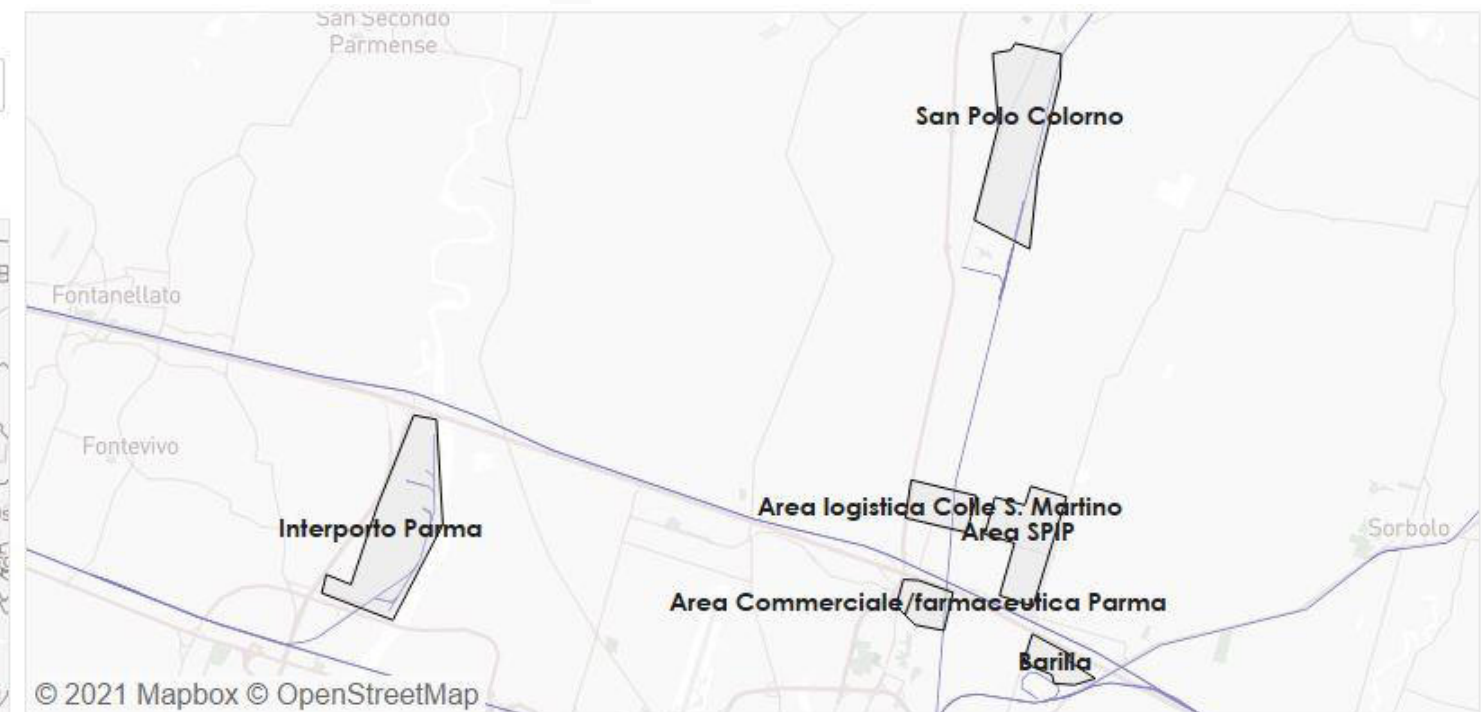 San Secondo
Parmense
San Polo Colorno
Fontanellato
Fontevivo
Interporto Parma
Area logistica Colle S. Martino
Area SPIP
Sorbolo
Area Commerciale/farmaceutica Parma
Barilla
© 2021 Mapbox © OpenStreetMap